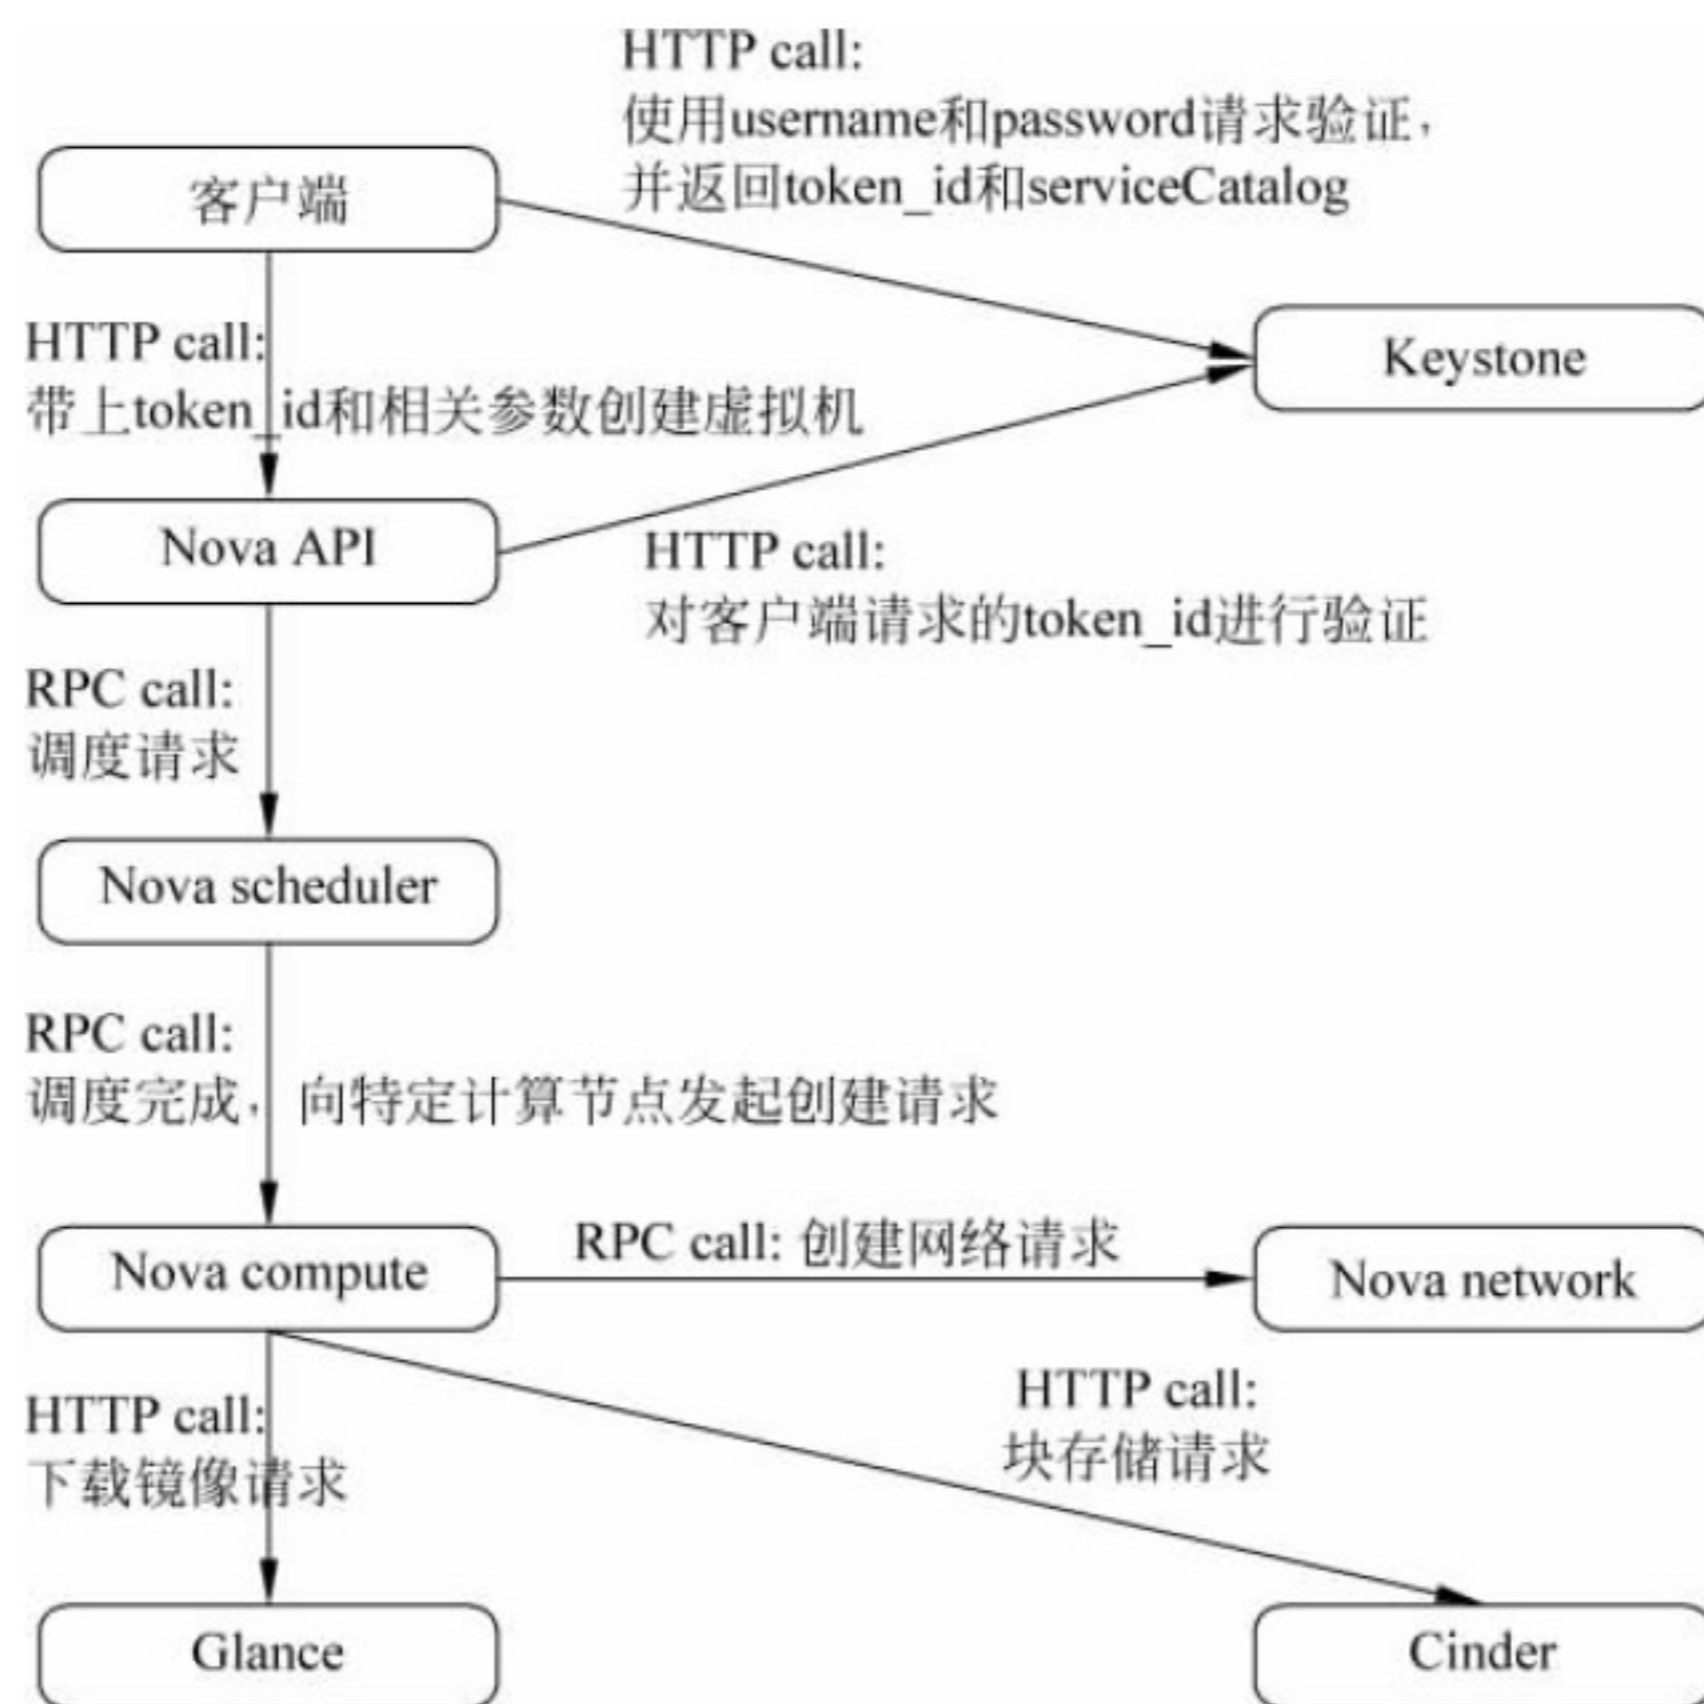 HTTP call:
使用username和password请求验证，
并返回token_id和serviceCatalog
客户端
Keystone
HTTP call:
带上token_id和相关参数创建虚拟机
Nova API
HTTP call:
对客户端请求的token_id进行验证
RPC call:
调度请求
Nova scheduler
RPC call:
调度完成，向特定计算节点发起创建请求
Nova compute
RPC call: 创建网络请求
Nova network
HTTP call:
块存储请求
HTTP call:
下载镜像请求
Glance
Cinder